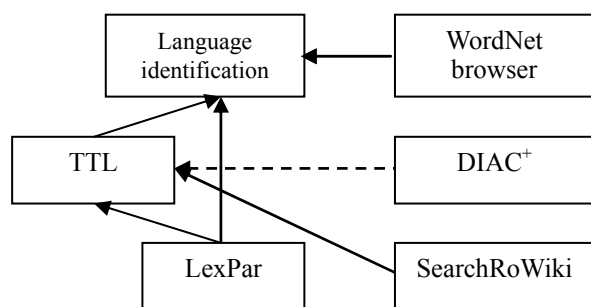 Language
identification
WordNet
browser
TTL
DIAC⁺
LexPar
SearchRoWiki